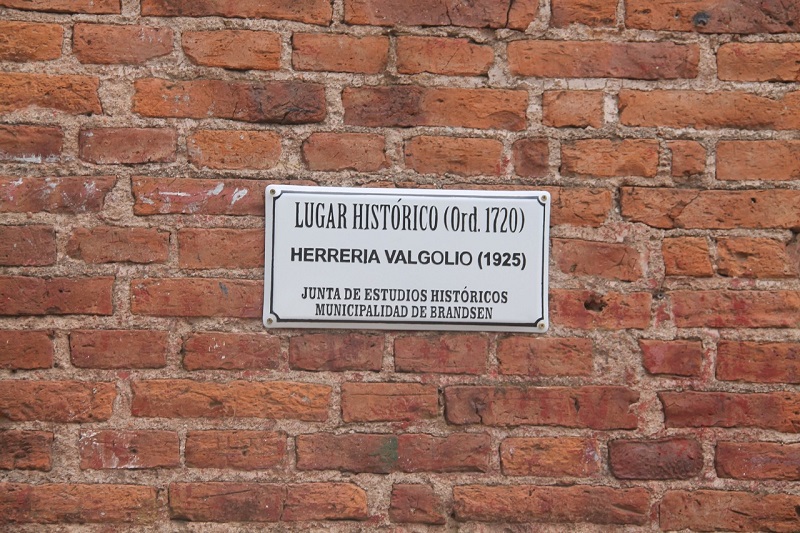 LUGAR HISTÓRICO (Ord. 1720)
HERRERIA VALGOLIO (1925)
JUNTA DE ESTUDIOS HISTÓRICOS
MUNICIPALIDAD DE BRANDSEN